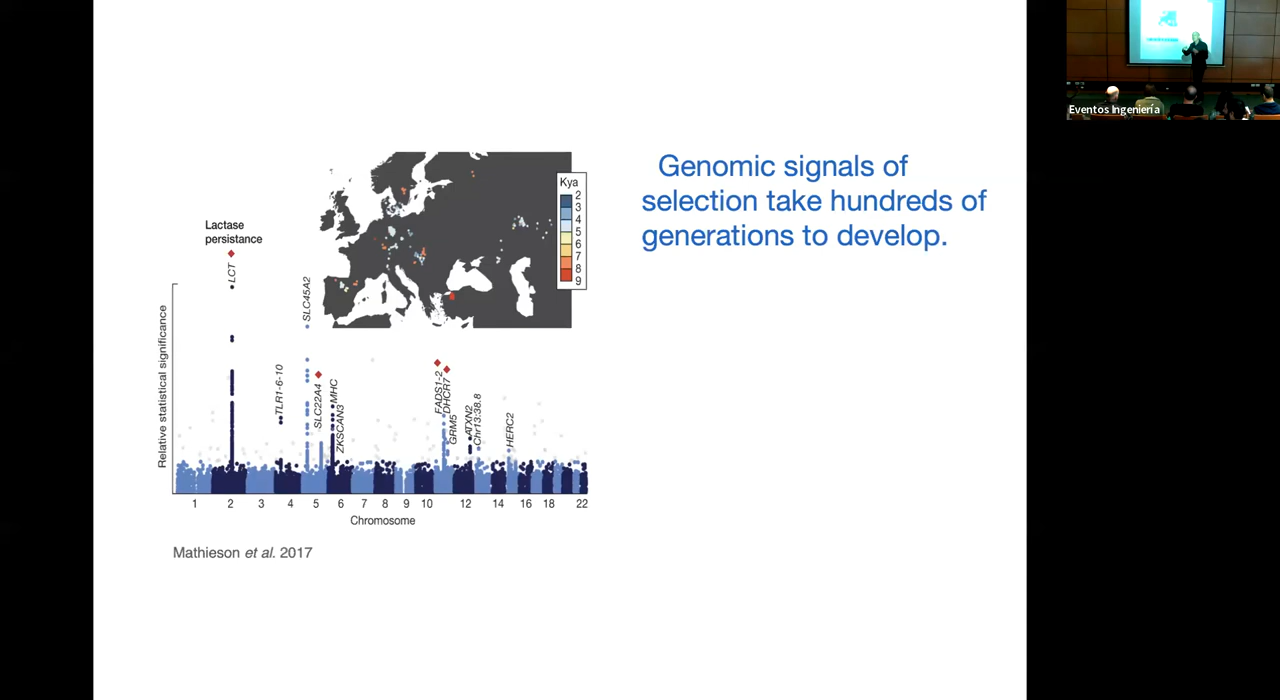 Genomic signals of
selection take hundreds of
generations to develop.
Kya
2
3
4
5
6
7
8
9
Lactase
persistance
LCT
SLC45A2
TLR1-6-10
SLC22A4
MHC
ZKSCAN3
FADS1-2
DHCR7
GRM5
ATXN2
Chr13:38.8
HERC2
Relative statistical significance
1 2 3 4 5 6 7 8 9 10 12 14 16 18 22
Chromosome
Mathieson et al. 2017
Eventos Ingeniería